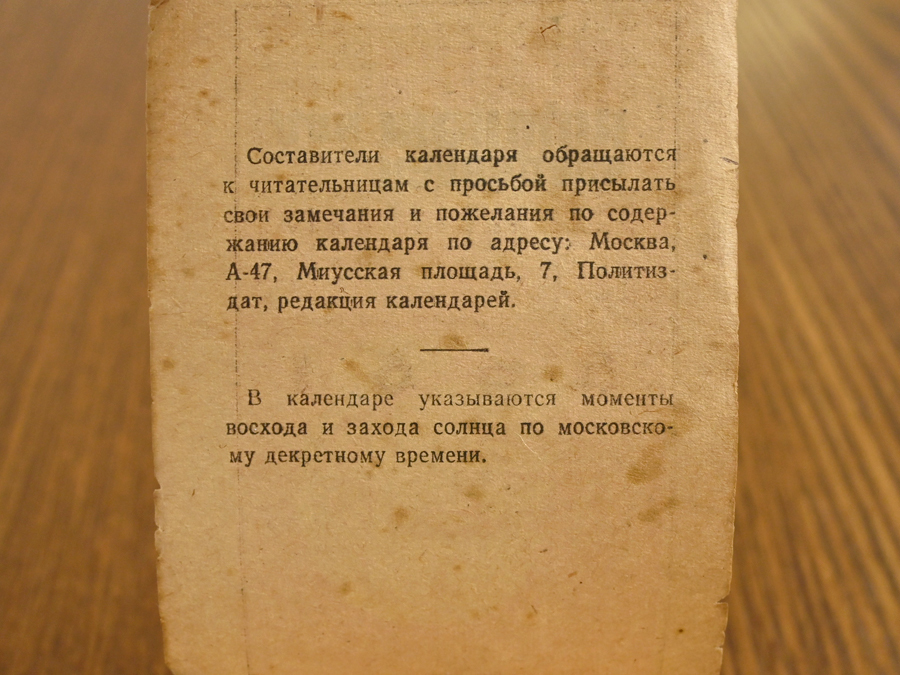 Составители календаря обращаются
к читательницам с просьбой присылать
свои замечания и пожелания по содер-
жанию календаря по адресу: Москва,
А-47, Миусская площадь, 7, Политиз-
дат, редакция календарей.
В календаре указываются моменты
восхода и захода солнца по московско-
му декретному времени.